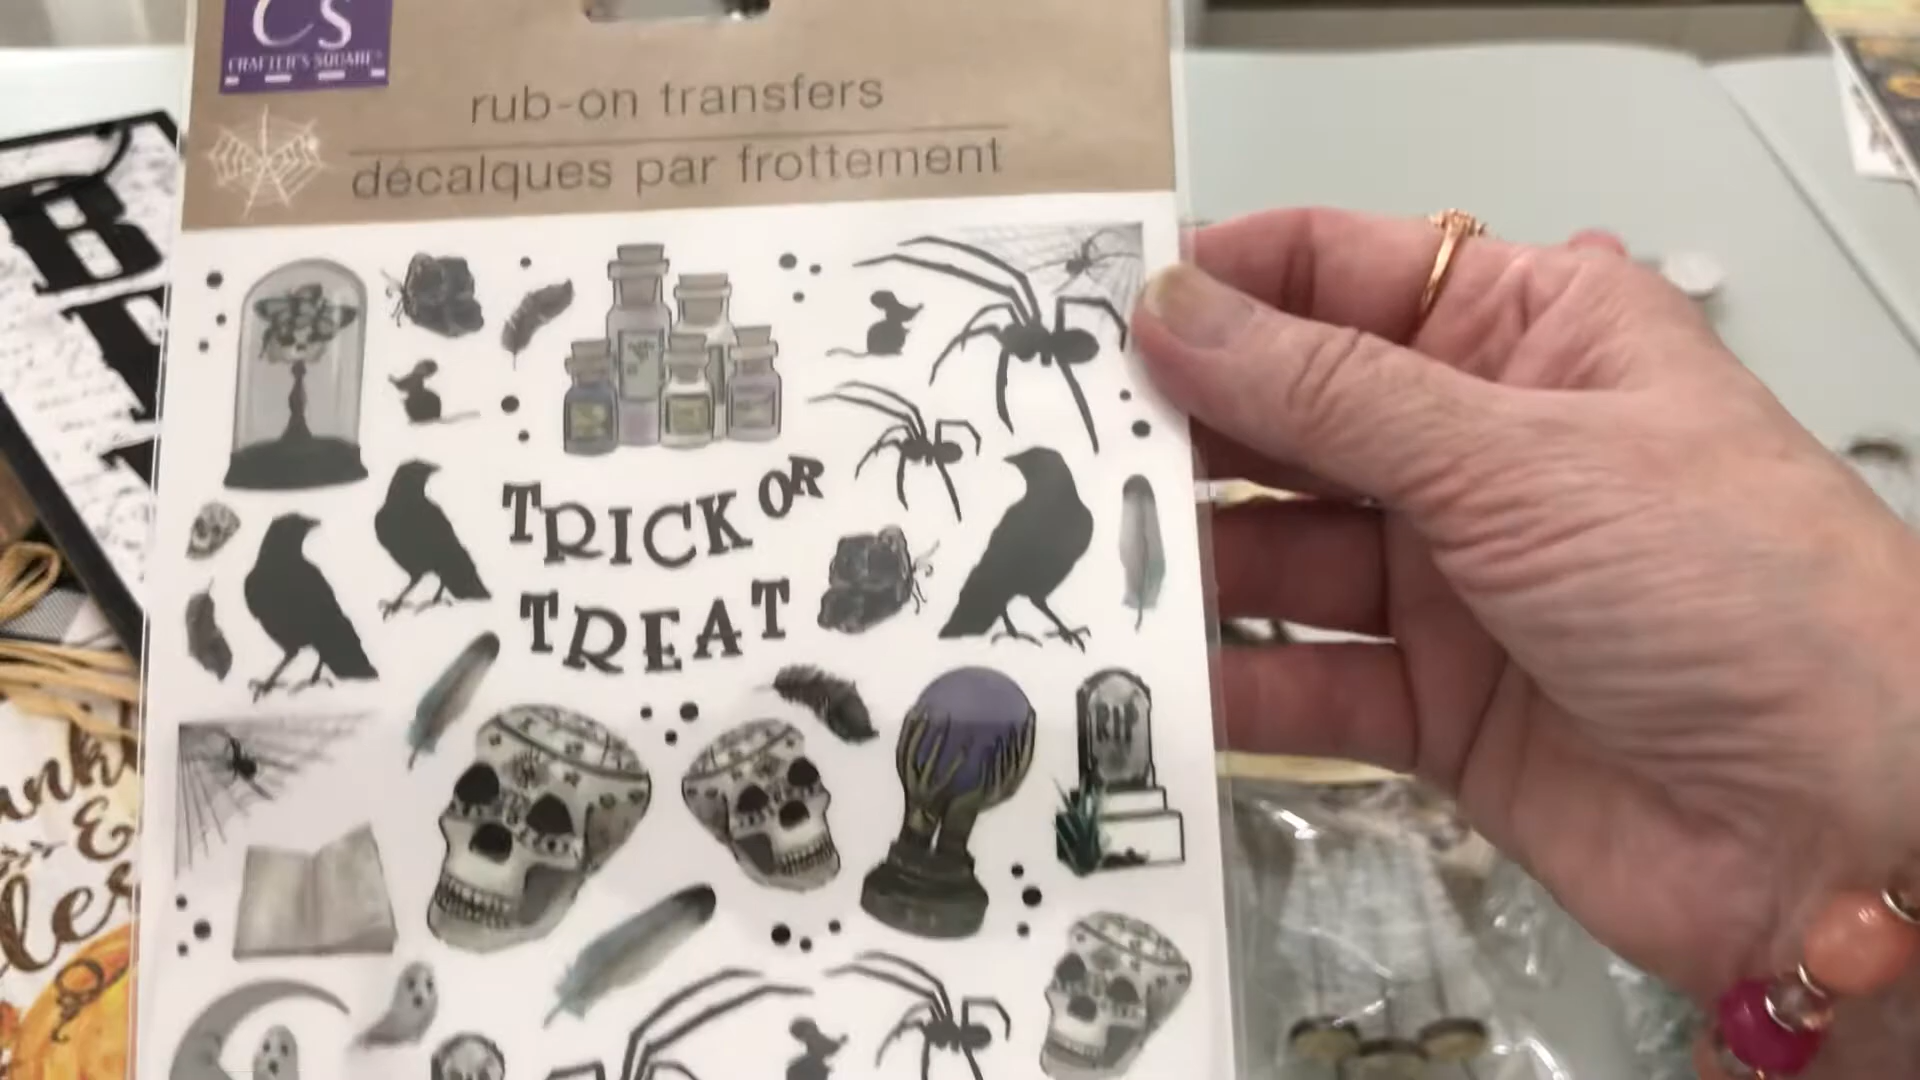 CS
CRAFTER'S SQUARE
rub-on transfers
décalques par frottement
TRICK OR
TREAT
RIP
&